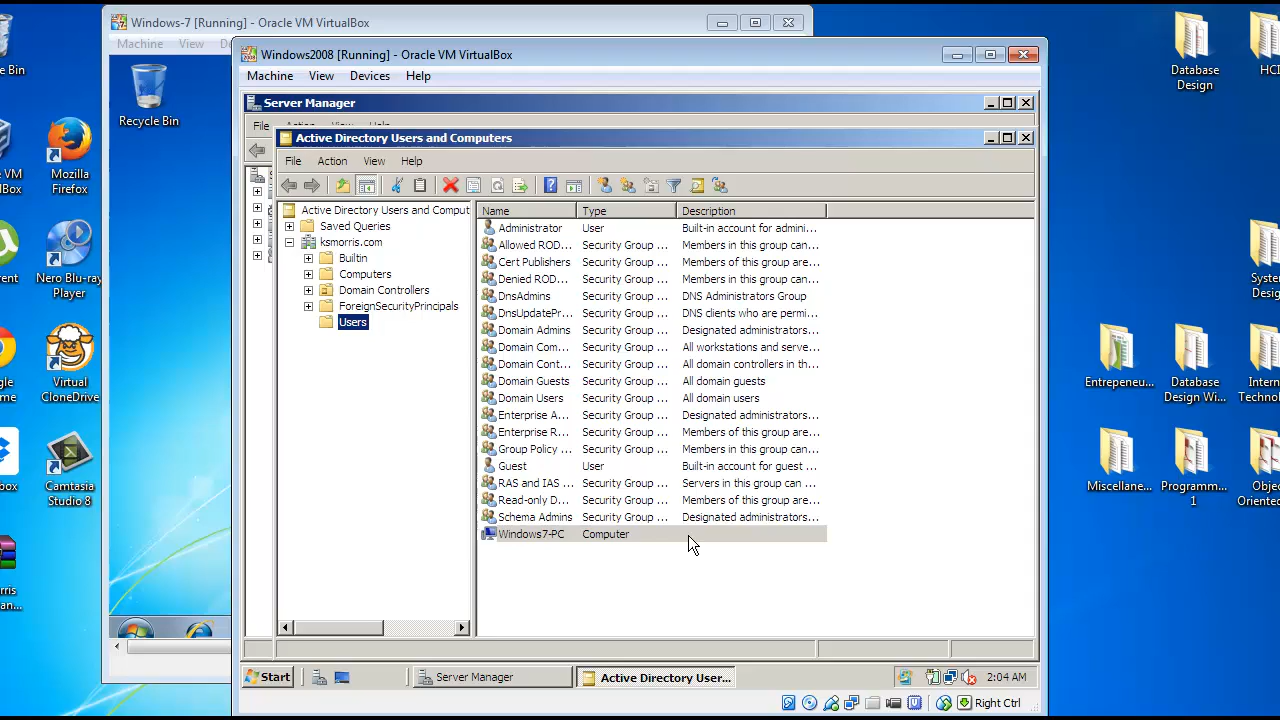 Windows-7 [Running] - Oracle VM VirtualBox
Machine View
Recycle Bin
Windows2008 [Running] - Oracle VM VirtualBox
Machine View Devices Help
Server Manager
File
Active Directory Users and Computers
File Action View Help
Active Directory Users and Comput
Saved Queries
ksmorris.com
Builtin
Computers
Domain Controllers
ForeignSecurityPrincipals
Users
Name Type Description
Administrator User Built-in account for admini...
Allowed ROD... Security Group ... Members in this group can...
Cert Publishers Security Group ... Members of this group are...
Denied ROD... Security Group ... Members in this group can...
DnsAdmins Security Group ... DNS Administrators Group
DnsUpdatePr... Security Group ... DNS clients who are permi...
Domain Admins Security Group ... Designated administrators...
Domain Com... Security Group ... All workstations and serve...
Domain Cont... Security Group ... All domain controllers in th...
Domain Guests Security Group ... All domain guests
Domain Users Security Group ... All domain users
Enterprise A... Security Group ... Designated administrators...
Enterprise R... Security Group ... Members of this group are...
Group Policy ... Security Group ... Members in this group can...
Guest User Built-in account for guest ...
RAS and IAS ... Security Group ... Servers in this group can ...
Read-only D... Security Group ... Members of this group are...
Schema Admins Security Group ... Designated administrators...
Windows7-PC Computer
Start Server Manager Active Directory User... 2:04 AM
Right Ctrl
Bin
Mozilla
Firefox
VM
Box
Nero Blu-ray
Player
Virtual
CloneDrive
Camtasia
Studio 8
Database
Design
HCI
Entrepeneu...
Database
Design Wi...
Miscellane...
Programm...
1